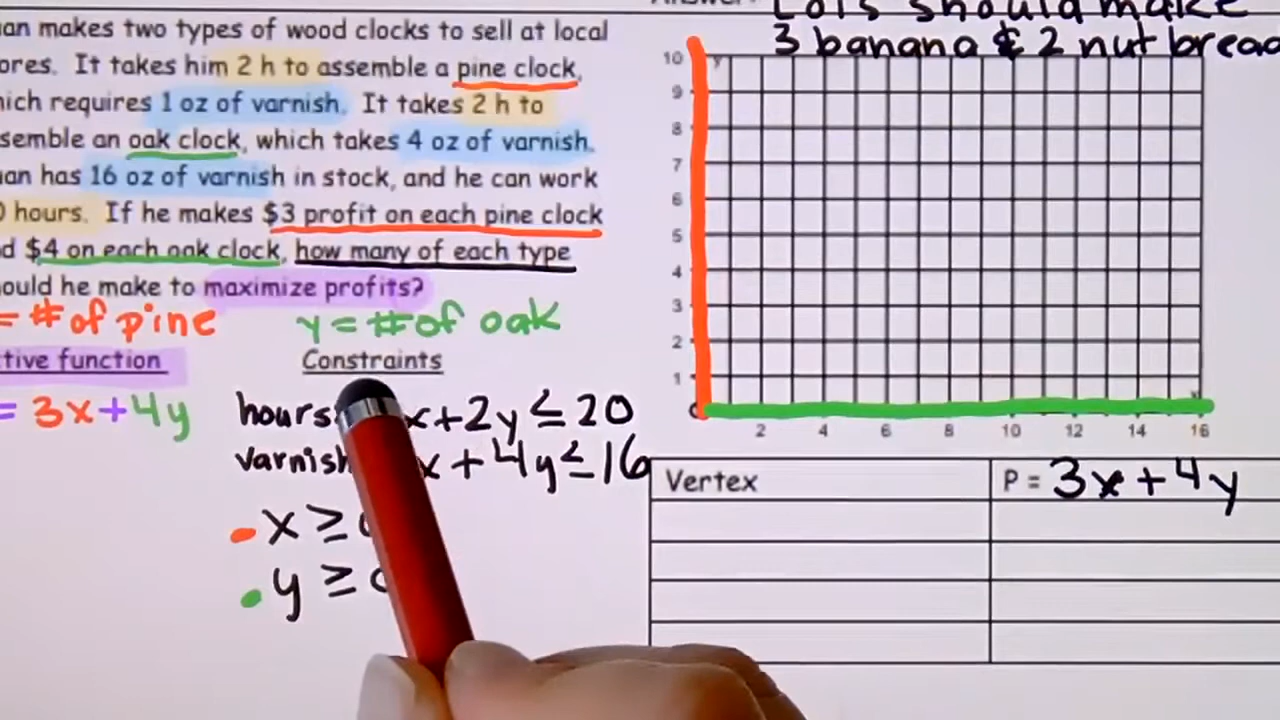 an makes two types of wood clocks to sell at local
ores. It takes him 2 h to assemble a pine clock,
ich requires 1 oz of varnish. It takes 2 h to
semble an oak clock, which takes 4 oz of varnish.
an has 16 oz of varnish in stock, and he can work
0 hours. If he makes $3 profit on each pine clock
d $4 on each oak clock, how many of each type
ould he make to maximize profits?
= # of pine
y = # of oak
tive function
= 3x+4y
Constraints
hours: x+2y≤20
varnish x+4y≤16
x ≥ 0
y ≥ 0
Lois should make
3 banana & 2 nut bread
y
10
9
8
7
6
5
4
3
2
1
0
2 4 6 8 10 12 14 16
x
Vertex
P = 3x+4y